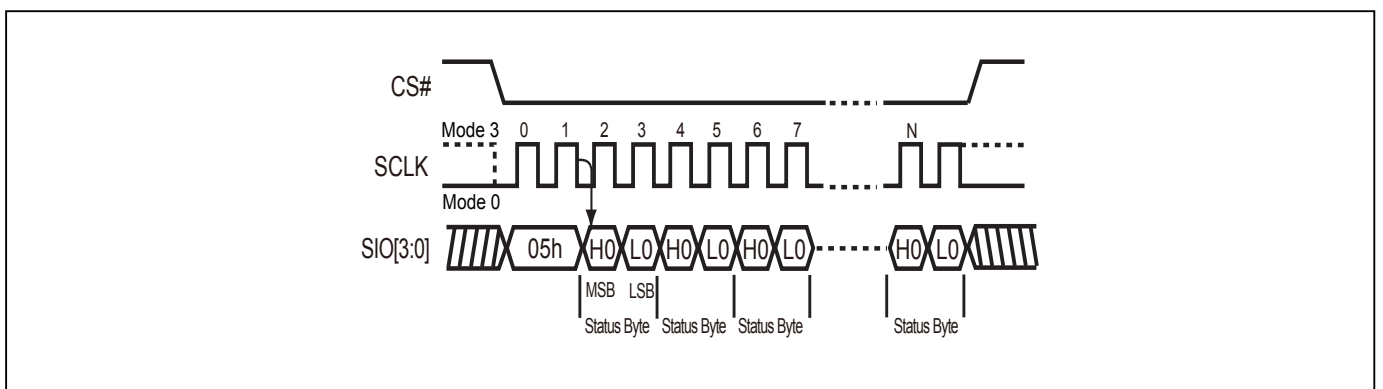 CS#
Mode 3 0 1 2 3 4 5 6 7 N
SCLK
Mode 0
SIO[3:0] 05h H0 L0 H0 L0 H0 L0 H0 L0
MSB LSB
Status Byte Status Byte Status Byte Status Byte